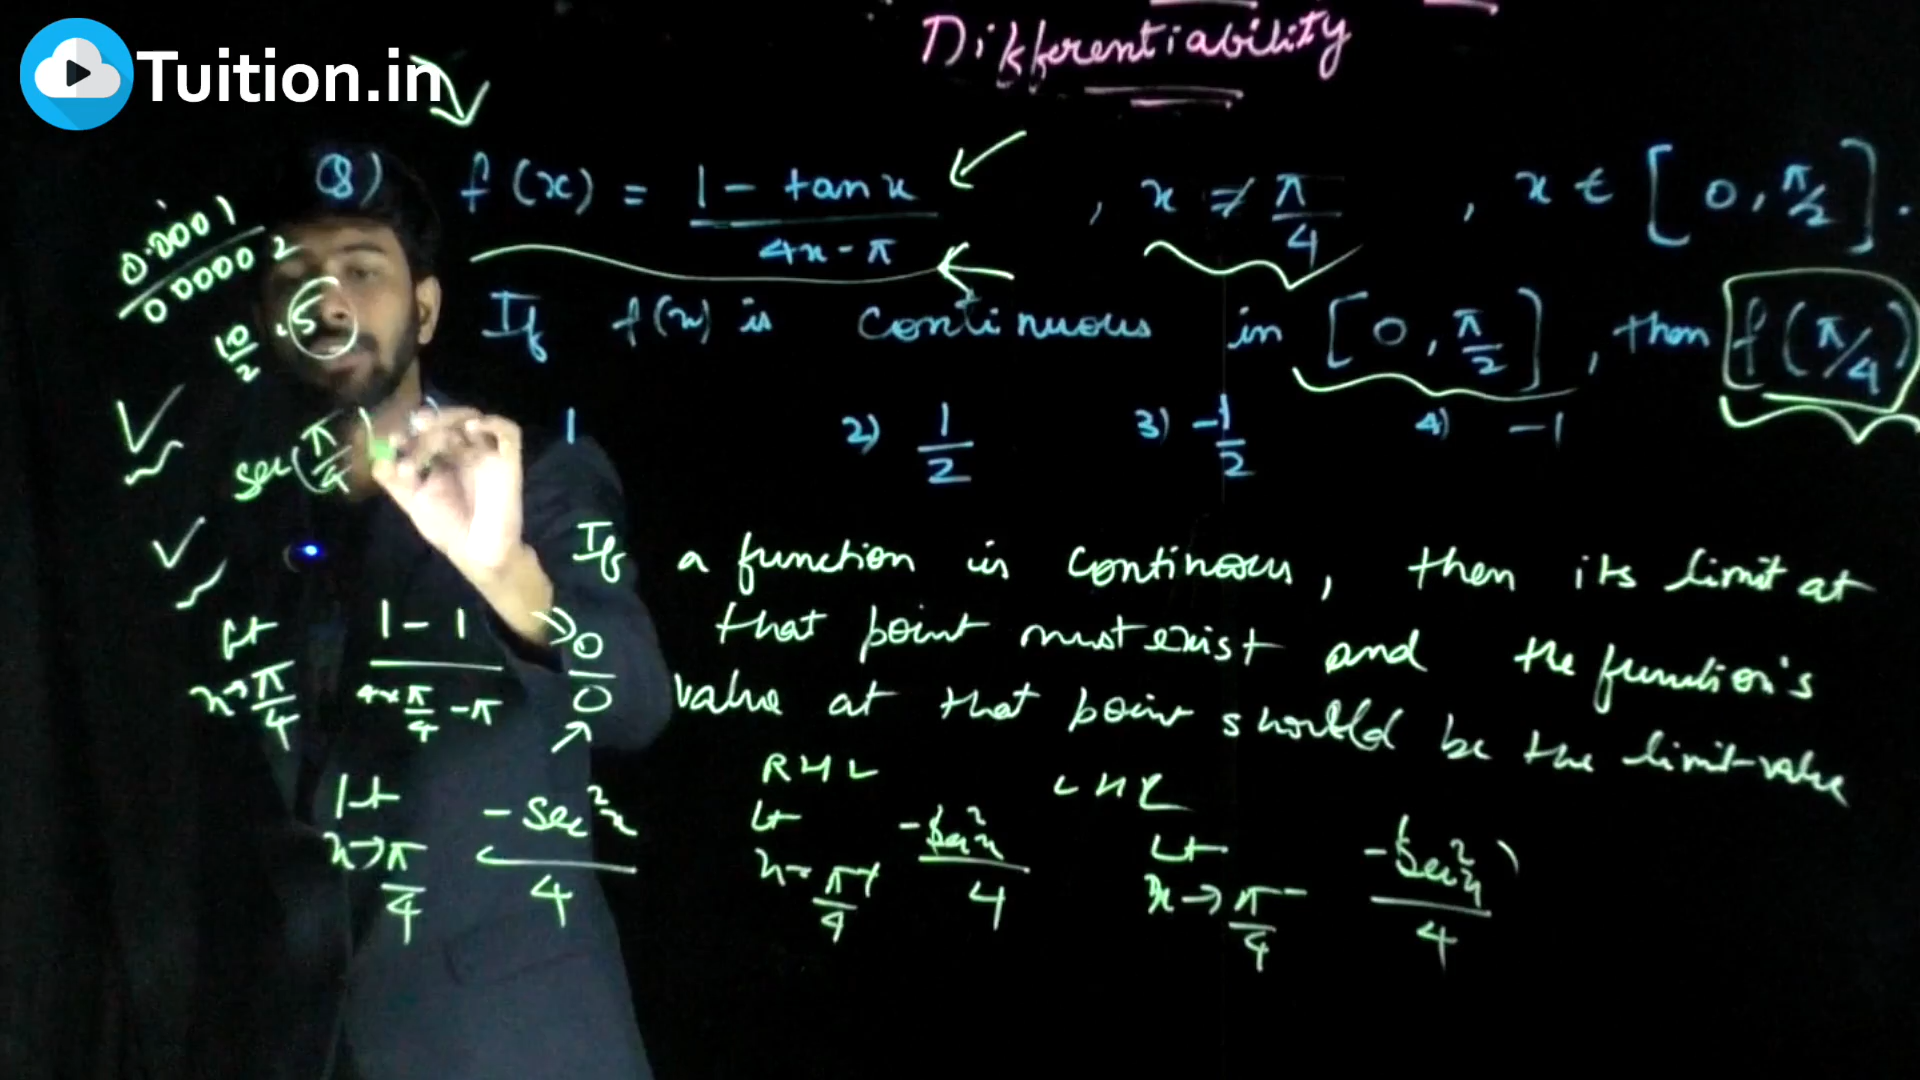 Tuition.in
Differentiability
Q) f(x) = 1 - tan x / 4x - π , x ≠ π/4 , x ∈ [0, π/2].
If f(x) is continuous in [0, π/2], then f(π/4)
1 2) 1/2 3) -1/2 4) -1
0.0001 / 0.00002
10/2 . 5
sec(π/4)
If a function is continous, then its limit at
that point must exist and the function's
value at that point should be the limit value
Lt x→π/4 1 - 1 / 4×π/4 - π → 0/0
RHL LHL
Lt x→π/4 -sec²x / 4
Lt x→π/4+ -sec²x / 4
Lt x→π/4- -sec²x / 4